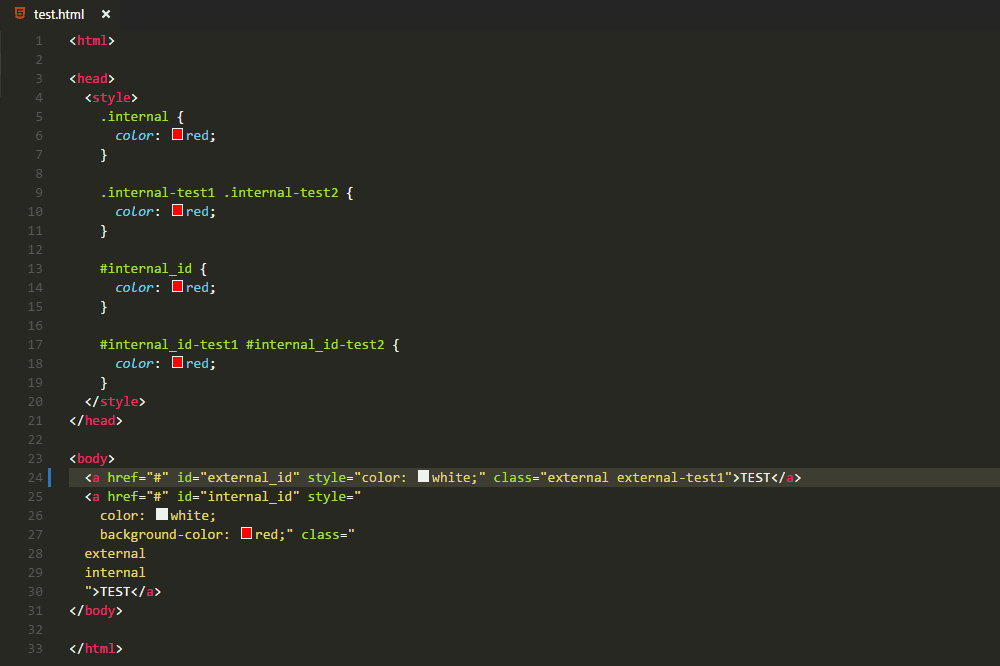 test.html ×
1 <html>
2
3 <head>
4   <style>
5     .internal {
6       color: red;
7     }
8
9     .internal-test1 .internal-test2 {
10       color: red;
11     }
12
13     #internal_id {
14       color: red;
15     }
16
17     #internal_id-test1 #internal_id-test2 {
18       color: red;
19     }
20   </style>
21 </head>
22
23 <body>
24   <a href="#" id="external_id" style="color: white;" class="external external-test1">TEST</a>
25   <a href="#" id="internal_id" style="
26     color: white;
27     background-color: red;" class="
28   external
29   internal
30   ">TEST</a>
31 </body>
32
33 </html>